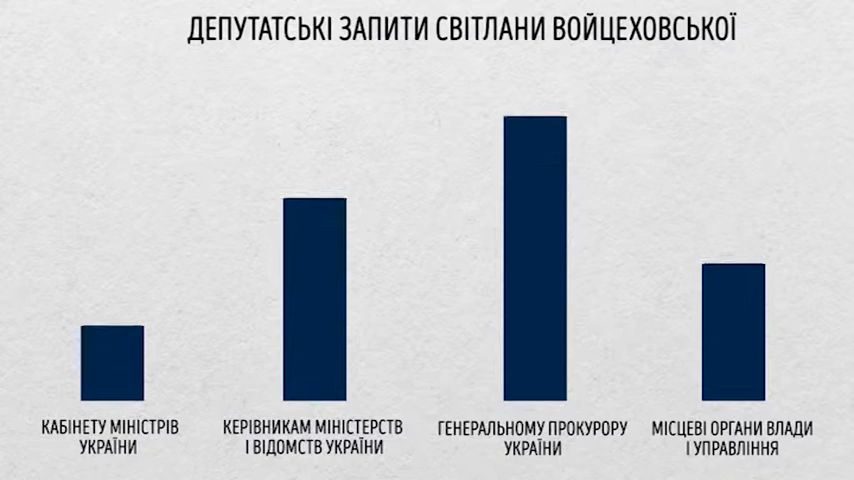 ДЕПУТАТСЬКІ ЗАПИТИ СВІТЛАНИ ВОЙЦЕХОВСЬКОЇ
КАБІНЕТУ МІНІСТРІВ
УКРАЇНИ
КЕРІВНИКАМ МІНІСТЕРСТВ
І ВІДОМСТВ УКРАЇНИ
ГЕНЕРАЛЬНОМУ ПРОКУРОРУ
УКРАЇНИ
МІСЦЕВІ ОРГАНИ ВЛАДИ
І УПРАВЛІННЯ